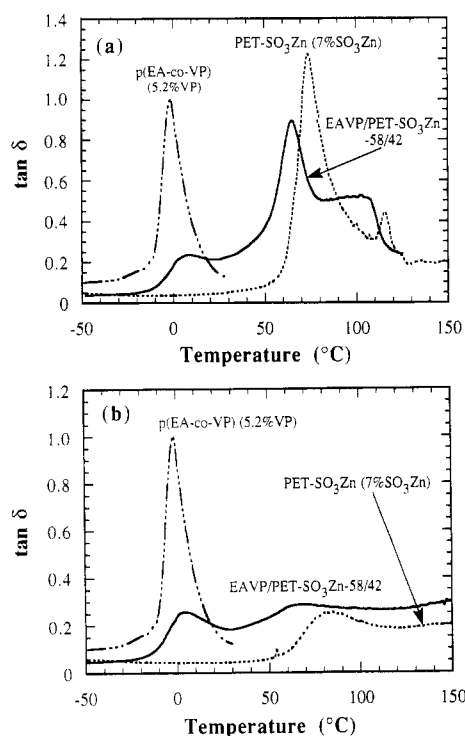 1.4
1.2
1.0
0.8
0.6
0.4
0.2
0
tan δ
(a)
PET-SO3Zn (7%SO3Zn)
p(EA-co-VP)
(5.2%VP)
EAVP/PET-SO3Zn
-58/42
-50 0 50 100 150
Temperature (°C)
1.2
1.0
0.8
0.6
0.4
0.2
0
tan δ
(b)
p(EA-co-VP) (5.2%VP)
PET-SO3Zn (7%SO3Zn)
EAVP/PET-SO3Zn-58/42
-50 0 50 100 150
Temperature (°C)